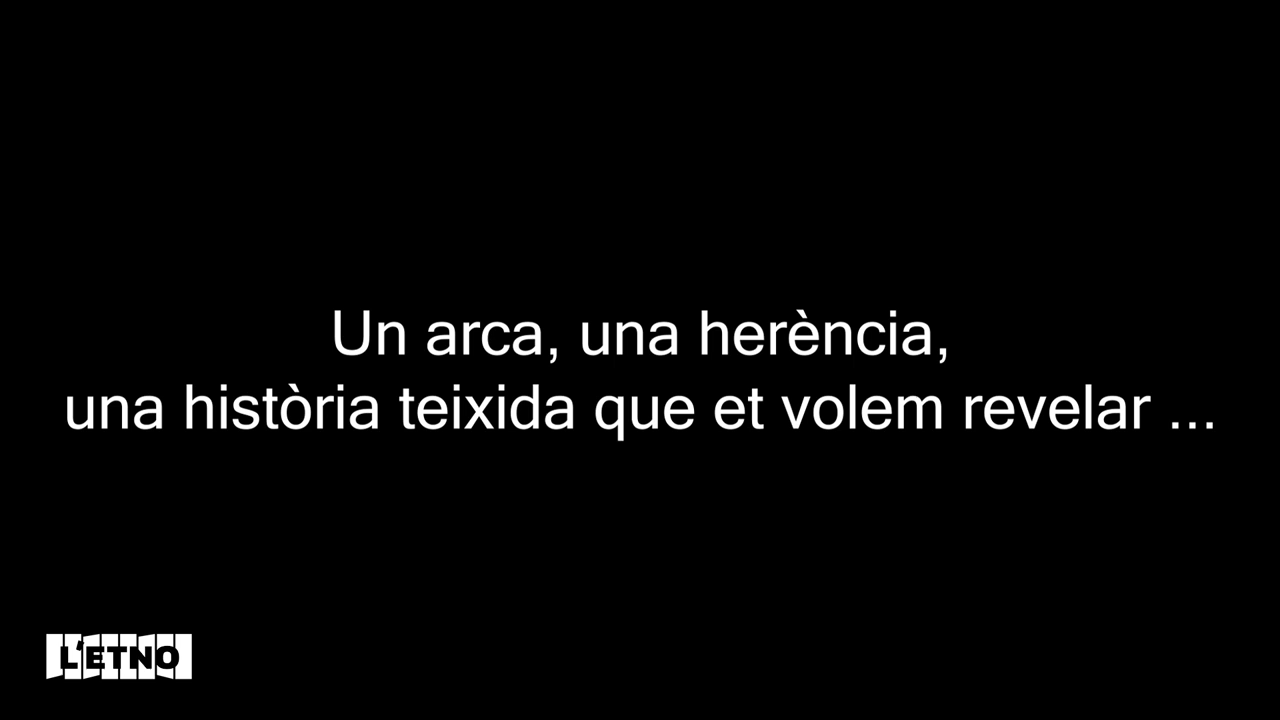 Un arca, una herència,
una història teixida que et volem revelar ...
L'ETNO